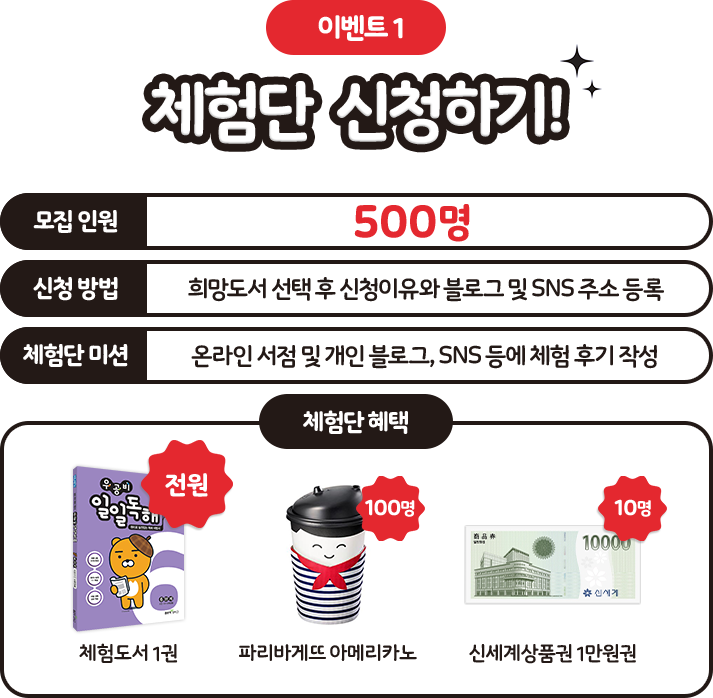 이벤트 1
체험단 신청하기!
모집 인원
500명
신청 방법
희망도서 선택 후 신청이유와 블로그 및 SNS 주소 등록
체험단 미션
온라인 서점 및 개인 블로그, SNS 등에 체험 후기 작성
체험단 혜택
우공비
일일독해
전원
체험도서 1권
100명
파리바게뜨 아메리카노
10명
商品券
10000
신세계
신세계상품권 1만원권